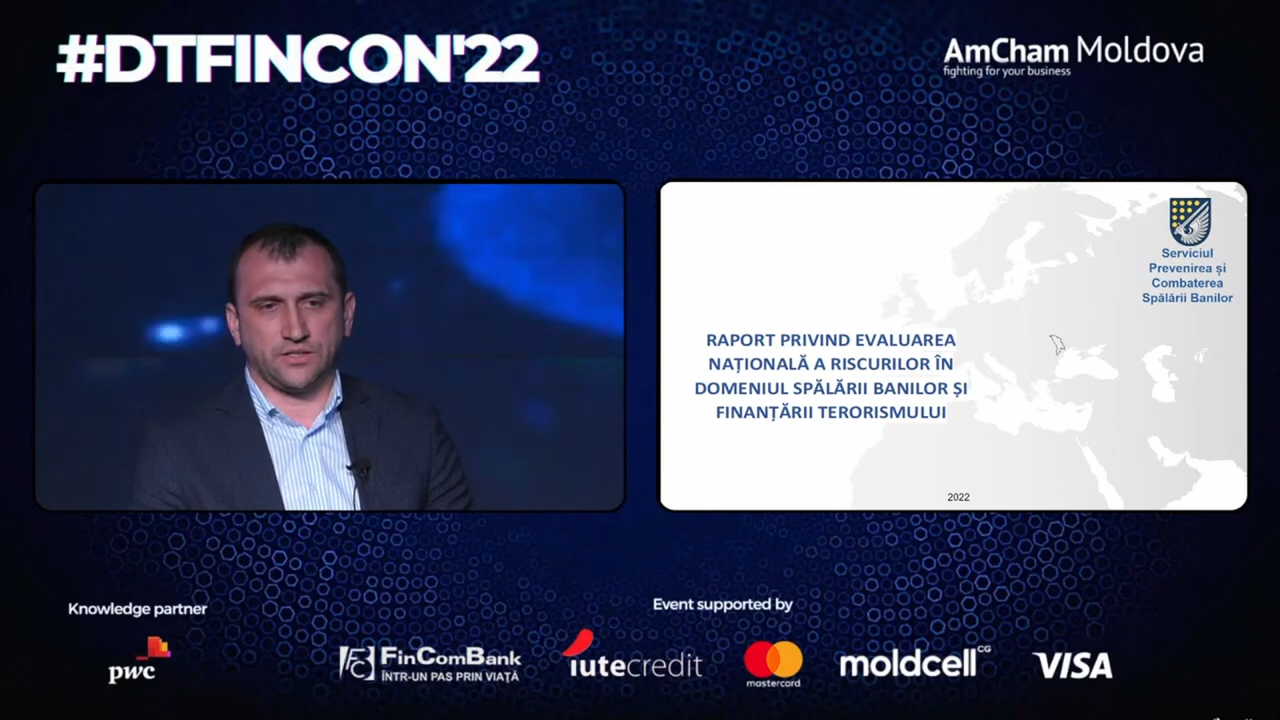 #DTFINCON'22
AmCham Moldova
fighting for your business
Serviciul
Prevenirea și
Combaterea
Spălării Banilor
RAPORT PRIVIND EVALUAREA
NAȚIONALĂ A RISCURILOR ÎN
DOMENIUL SPĂLĂRII BANILOR ȘI
FINANȚĂRII TERORISMULUI
2022
Knowledge partner
Event supported by
pwc
FinComBank
ÎNTR-UN PAS PRIN VIAȚĂ
iutecredit
mastercard
moldcell CG
VISA